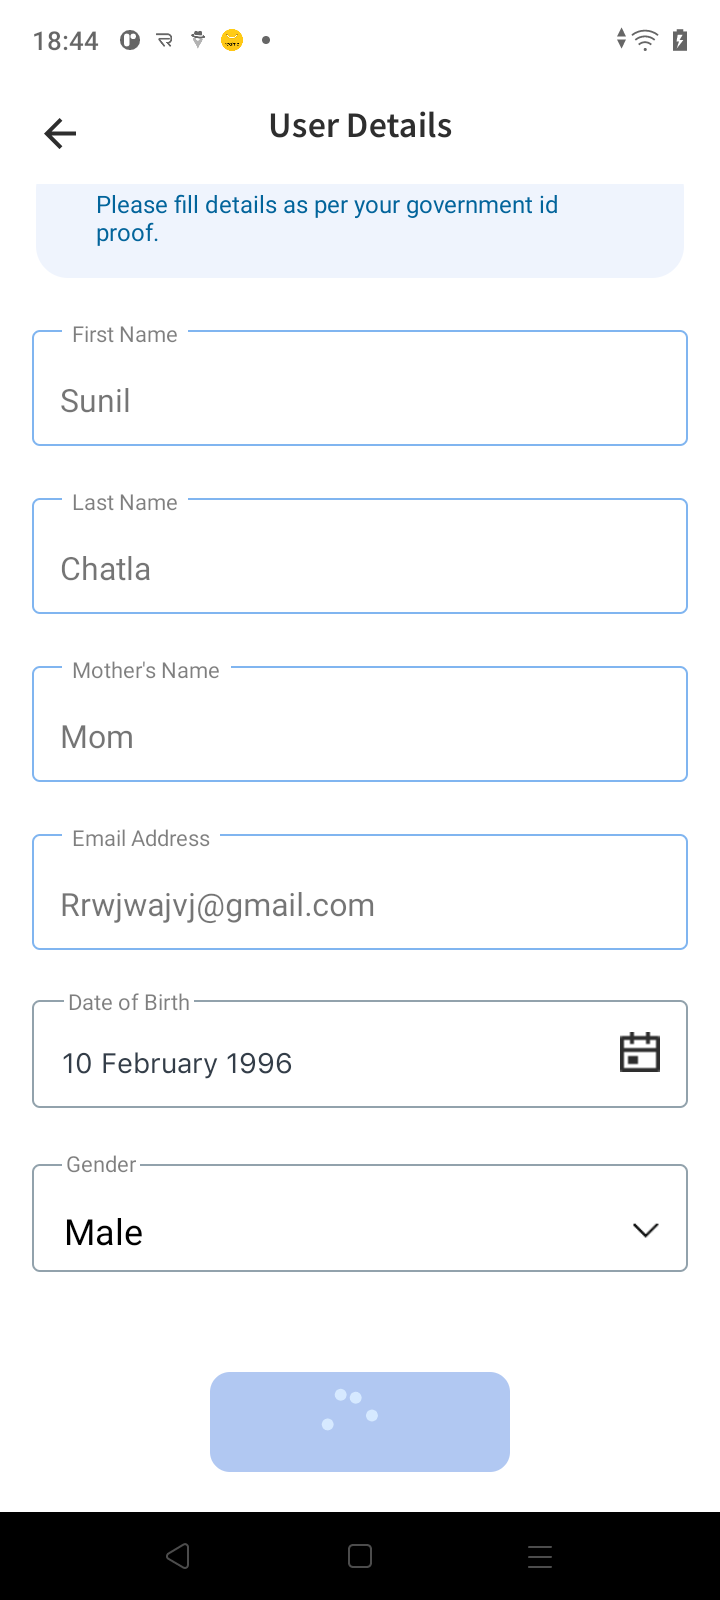 18:44
User Details
Please fill details as per your government id
proof.
First Name
Sunil
Last Name
Chatla
Mother's Name
Mom
Email Address
Rrwjwajvj@gmail.com
Date of Birth
10 February 1996
Gender
Male